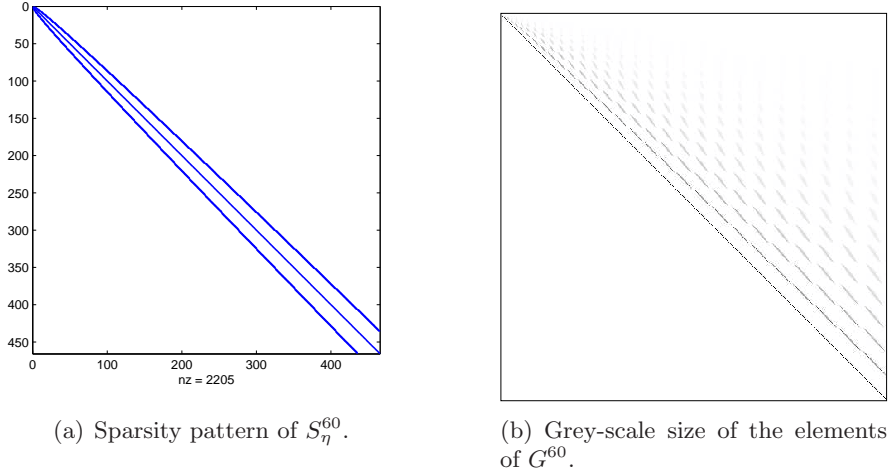 0
50
100
150
200
250
300
350
400
450
0 100 200 300 400
nz = 2205
(a) Sparsity pattern of $S_\eta^{60}$.
(b) Grey-scale size of the elements
of $G^{60}$.